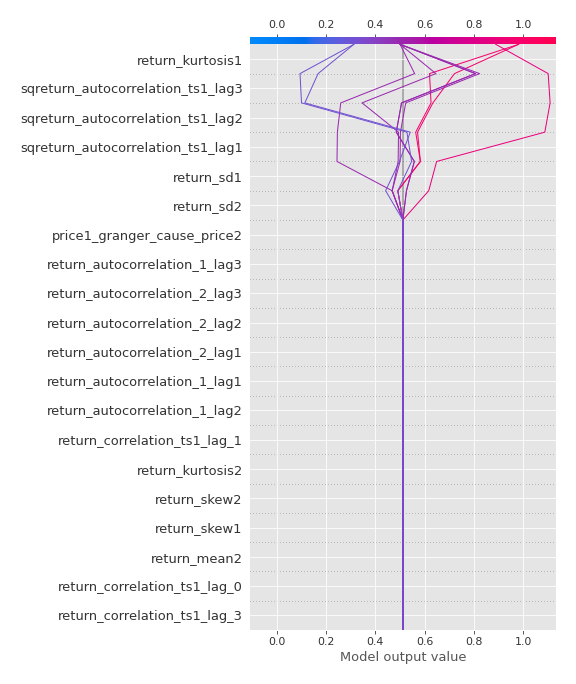 0.0 0.2 0.4 0.6 0.8 1.0
return_kurtosis1
sqreturn_autocorrelation_ts1_lag3
sqreturn_autocorrelation_ts1_lag2
sqreturn_autocorrelation_ts1_lag1
return_sd1
return_sd2
price1_granger_cause_price2
return_autocorrelation_1_lag3
return_autocorrelation_2_lag3
return_autocorrelation_2_lag2
return_autocorrelation_2_lag1
return_autocorrelation_1_lag1
return_autocorrelation_1_lag2
return_correlation_ts1_lag_1
return_kurtosis2
return_skew2
return_skew1
return_mean2
return_correlation_ts1_lag_0
return_correlation_ts1_lag_3
0.0 0.2 0.4 0.6 0.8 1.0
Model output value